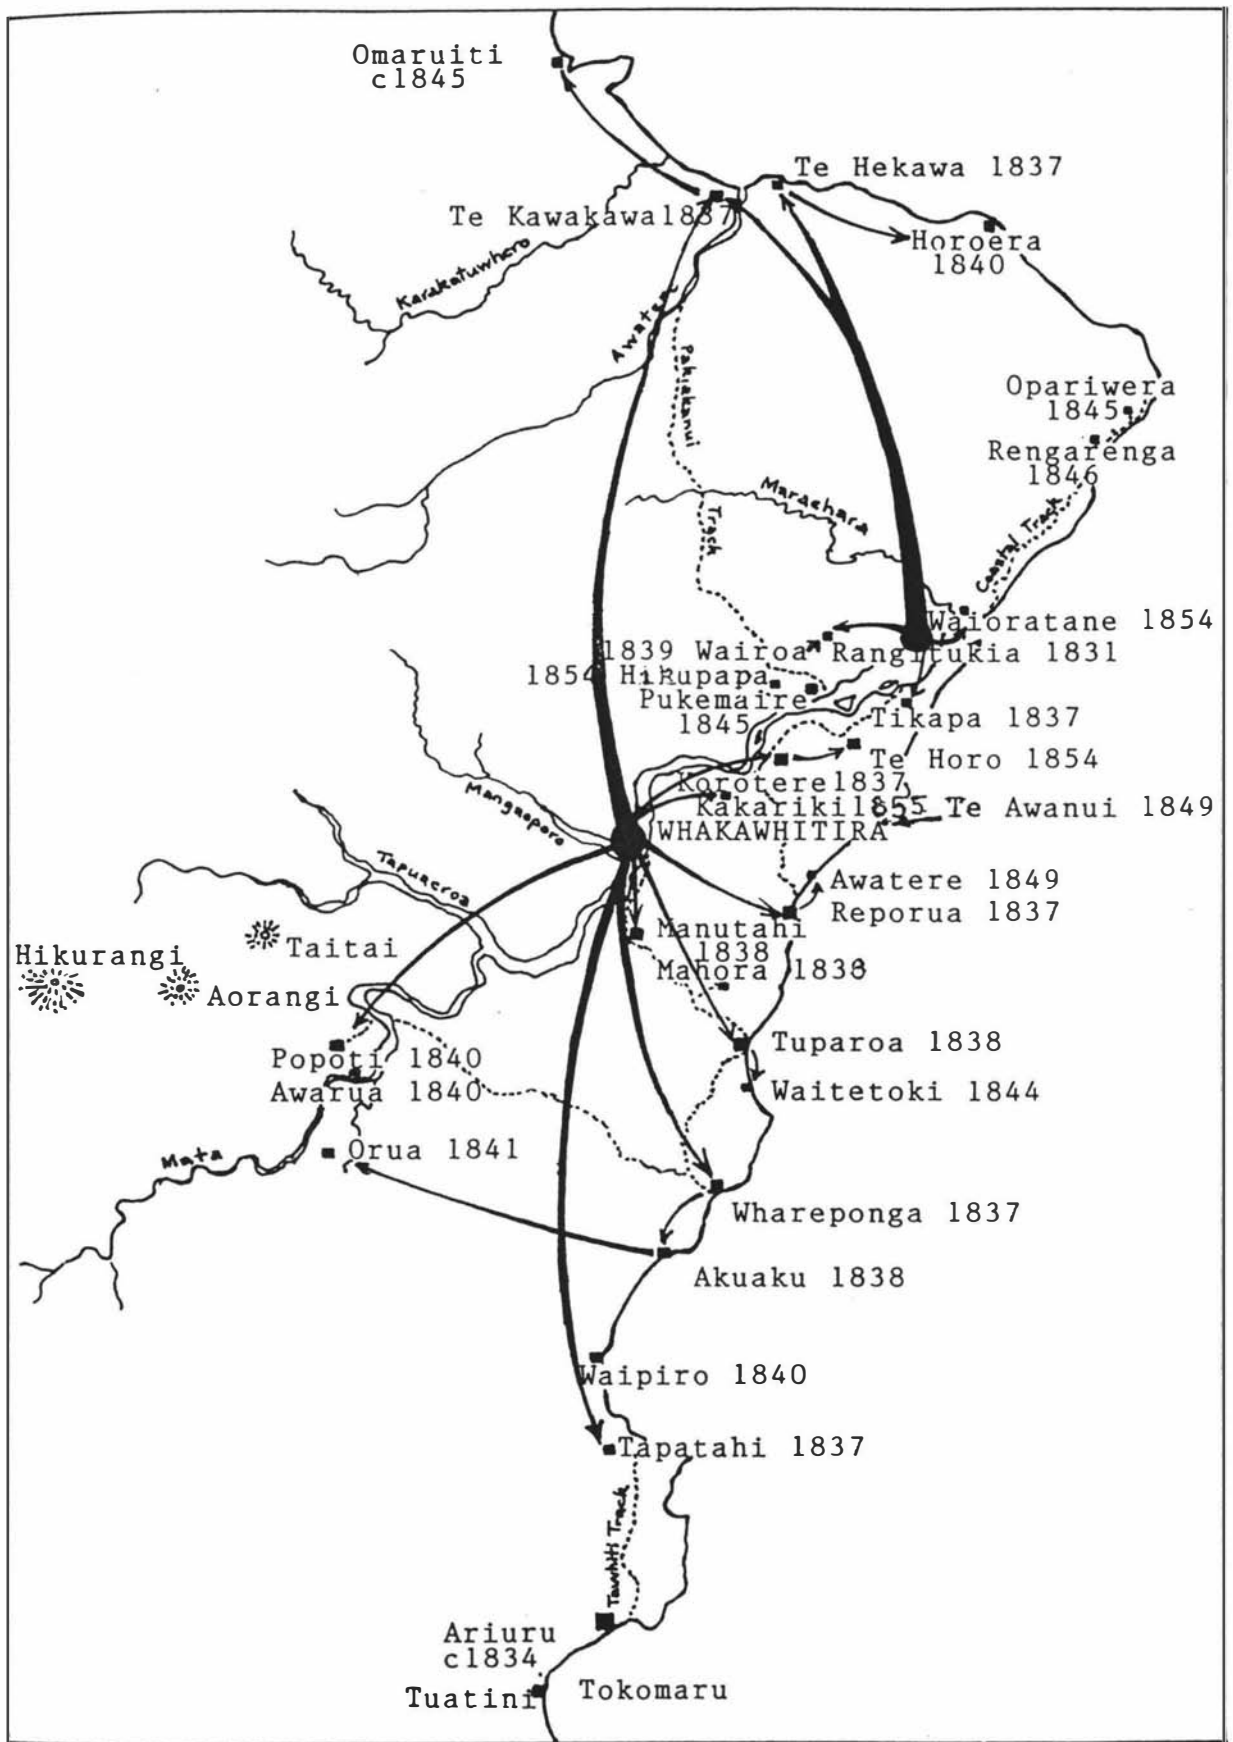 Omaruiti
c1845
Te Hekawa 1837
Te Kawakawa1837
Horoera
1840
Karakatuwhero
Awatere
Pakiakanui
Track
Opariwera
1845
Rengarenga
1846
Maraehara
Coastal Track
Waioratane 1854
1839 Wairoa
Rangitukia 1831
1854 Hikupapa
Pukemaire
1845
Tikapa 1837
Te Horo 1854
Korotere1837
Kakariki1855
Te Awanui 1849
WHAKAWHITIRA
Mangaoporo
Tapuaeroa
Awatere 1849
Reporua 1837
Manutahi
1838
Mahora 1838
Hikurangi
Taitai
Aorangi
Tuparoa 1838
Popoti 1840
Awarua 1840
Waitetoki 1844
Mata
Orua 1841
Whareponga 1837
Akuaku 1838
Waipiro 1840
Tapatahi 1837
Tawhiti Track
Ariuru
c1834
Tuatini
Tokomaru